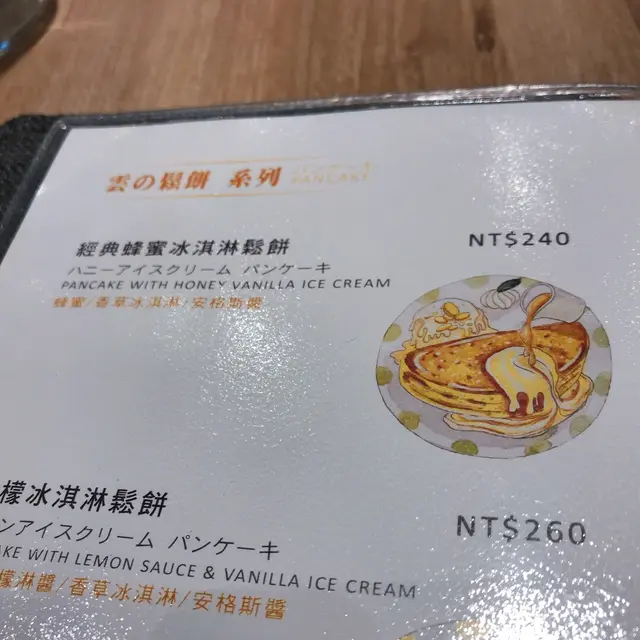 雲の鬆餅 系列 PANCAKE
經典蜂蜜冰淇淋鬆餅 NT$240
ハニーアイスクリーム パンケーキ
PANCAKE WITH HONEY VANILLA ICE CREAM
蜂蜜/香草冰淇淋/安格斯醬
檬冰淇淋鬆餅 NT$260
ンアイスクリーム パンケーキ
AKE WITH LEMON SAUCE & VANILLA ICE CREAM
檬淋醬/香草冰淇淋/安格斯醬